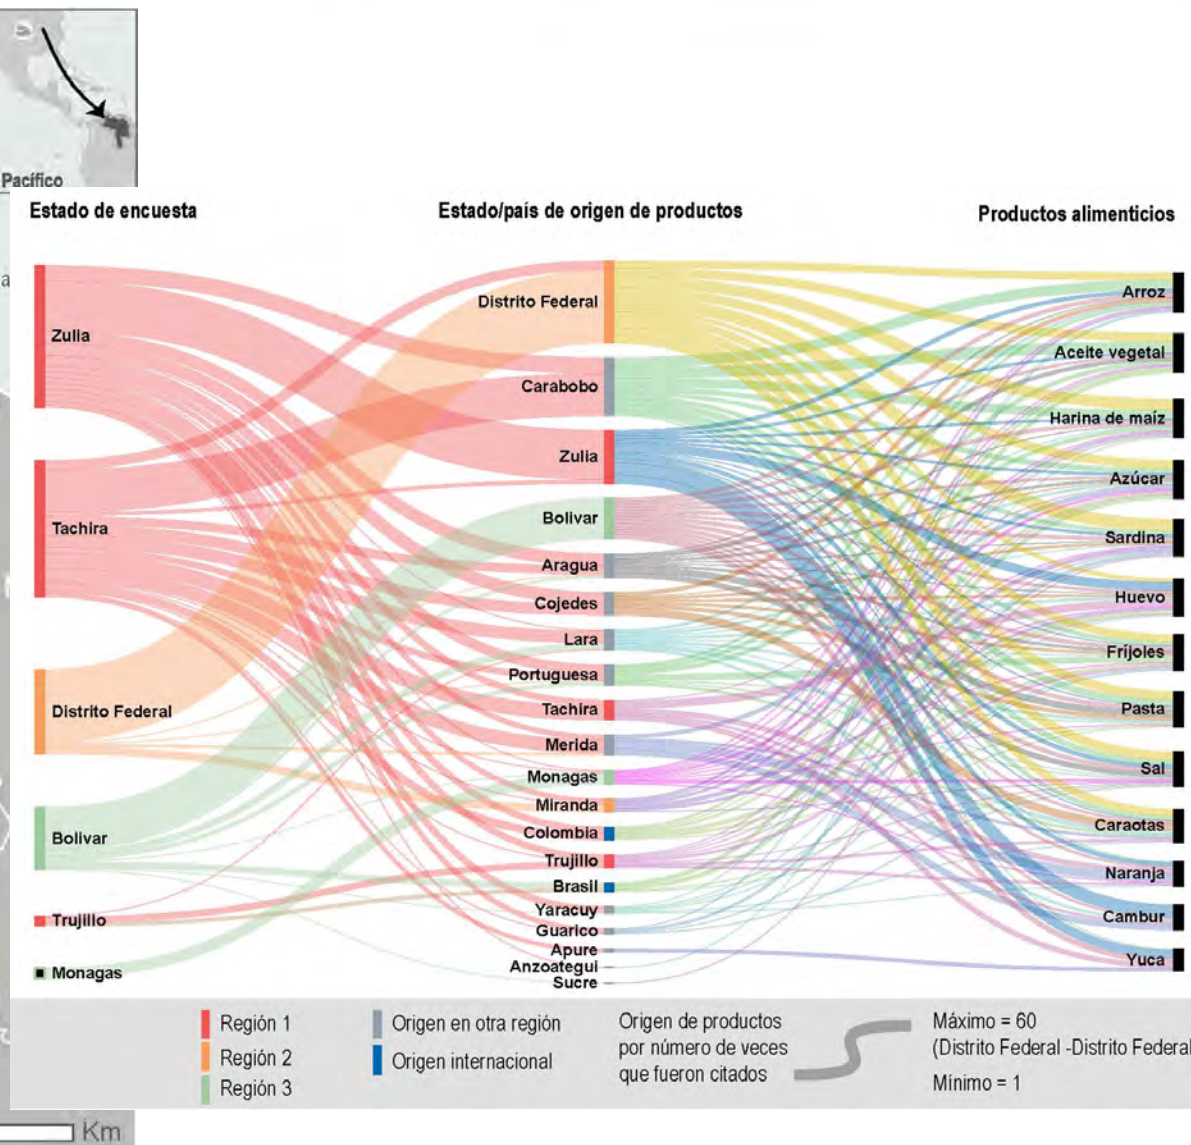 Pacífico
Estado de encuesta
Estado/país de origen de productos
Productos alimenticios
Zulia
Tachira
Distrito Federal
Bolivar
Trujillo
Monagas
Distrito Federal
Carabobo
Zulia
Bolivar
Aragua
Cojedes
Lara
Portuguesa
Tachira
Merida
Monagas
Miranda
Colombia
Trujillo
Brasil
Yaracuy
Guarico
Apure
Anzoategui
Sucre
Arroz
Aceite vegetal
Harina de maíz
Azúcar
Sardina
Huevo
Fríjoles
Pasta
Sal
Caraotas
Naranja
Cambur
Yuca
Región 1
Región 2
Región 3
Origen en otra región
Origen internacional
Origen de productos
por número de veces
que fueron citados
Máximo = 60
(Distrito Federal -Distrito Federal
Mínimo = 1
Km